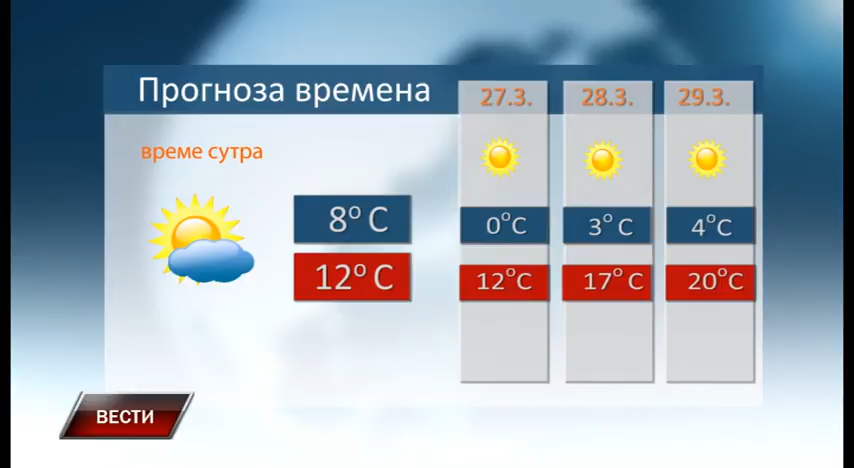 Прогноза времена
време сутра
8° C
12° C
27.3.
0°C
12°C
28.3.
3° C
17° C
29.3.
4°C
20°C
ВЕСТИ